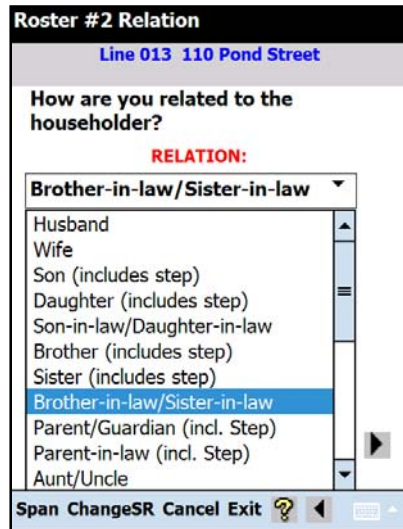 Roster #2 Relation
Line 013 110 Pond Street
How are you related to the
householder?
RELATION:
Brother-in-law/Sister-in-law
Husband
Wife
Son (includes step)
Daughter (includes step)
Son-in-law/Daughter-in-law
Brother (includes step)
Sister (includes step)
Brother-in-law/Sister-in-law
Parent/Guardian (incl. Step)
Parent-in-law (incl. Step)
Aunt/Uncle
Span ChangeSR Cancel Exit ?